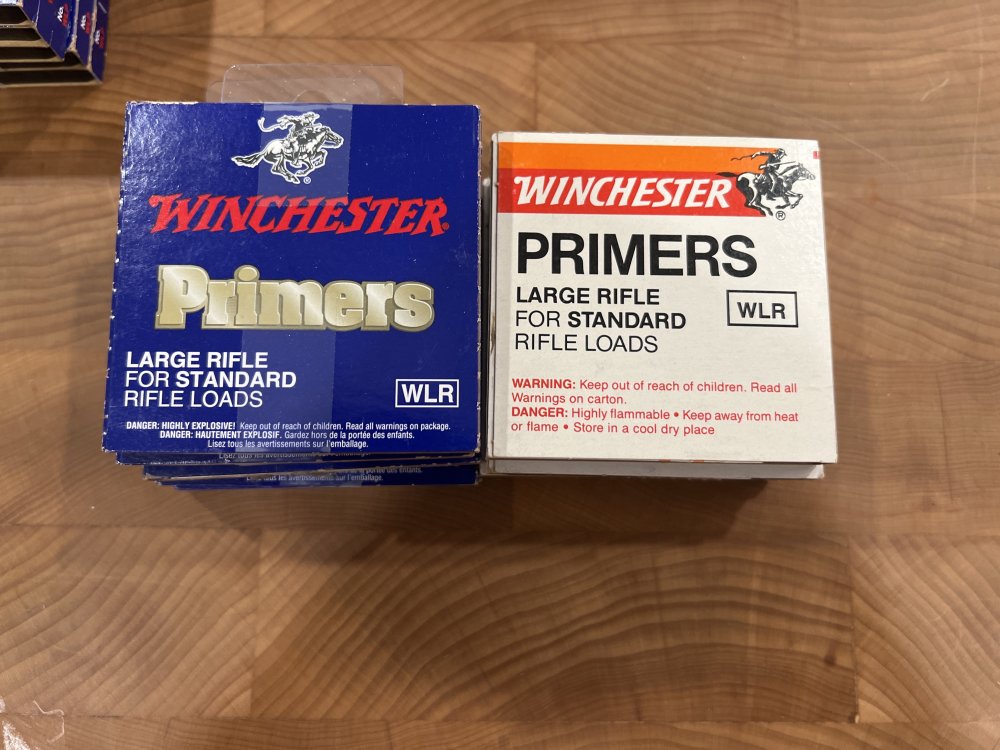 WINCHESTER
Primers
LARGE RIFLE
FOR STANDARD
RIFLE LOADS
WLR
DANGER: HIGHLY EXPLOSIVE! Keep out of reach of children. Read all warnings on package.
DANGER: HAUTEMENT EXPLOSIF. Gardez hors de la portée des enfants.
Lisez tous les avertissements sur l'emballage.
WINCHESTER
PRIMERS
LARGE RIFLE
FOR STANDARD
RIFLE LOADS
WLR
WARNING: Keep out of reach of children. Read all
Warnings on carton.
DANGER: Highly flammable • Keep away from heat
or flame • Store in a cool dry place